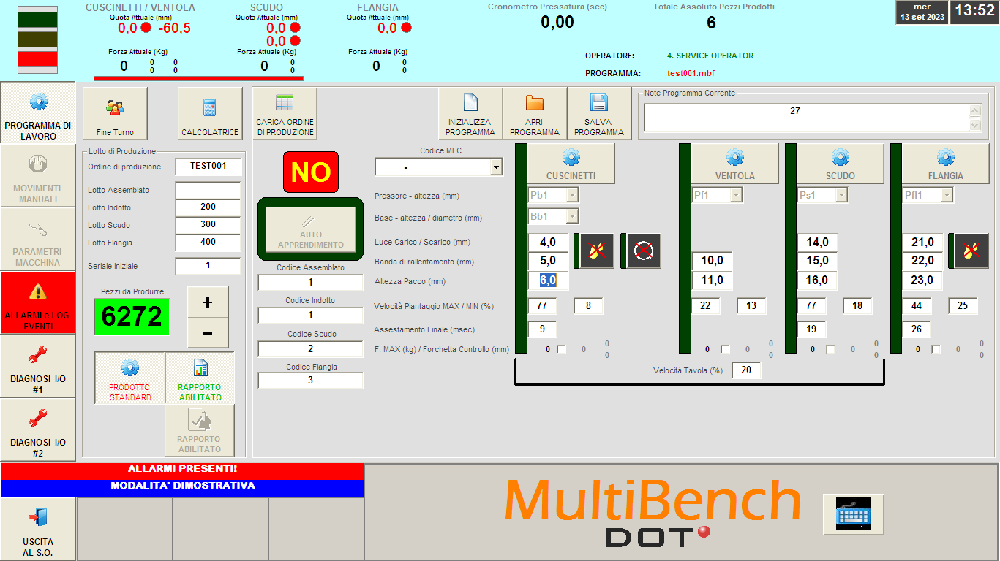 CUSCINETTI / VENTOLA
Quota Attuale (mm)
0,0 -60,5
Forza Attuale (Kg)
0 0 0
0 0
SCUDO
Quota Attuale (mm)
0,0
0,0
Forza Attuale (Kg)
0 0
0
FLANGIA
Quota Attuale (mm)
0,0
Forza Attuale (Kg)
0 0
0
Cronometro Pressatura (sec)
0,00
Totale Assoluto Pezzi Prodotti
6
OPERATORE: 4. SERVICE OPERATOR
PROGRAMMA: test001.mbf
mer
13 set 2023
13:52
PROGRAMMA DI
LAVORO
MOVIMENTI
MANUALI
PARAMETRI
MACCHINA
ALLARMI e LOG
EVENTI
DIAGNOSI I/O
#1
DIAGNOSI I/O
#2
Fine Turno
CALCOLATRICE
CARICA ORDINE
DI PRODUZIONE
INIZIALIZZA
PROGRAMMA
APRI
PROGRAMMA
SALVA
PROGRAMMA
Note Programma Corrente
27--------
Lotto di Produzione
Ordine di produzione TEST001
Lotto Assemblato
Lotto Indotto 200
Lotto Scudo 300
Lotto Flangia 400
Seriale Iniziale 1
Pezzi da Produrre
6272
+
-
PRODOTTO
STANDARD
RAPPORTO
ABILITATO
RAPPORTO
ABILITATO
NO
AUTO
APPRENDIMENTO
Codice Assemblato
1
Codice Indotto
1
Codice Scudo
2
Codice Flangia
3
Codice MEC
-
CUSCINETTI
VENTOLA
SCUDO
FLANGIA
Pressore - altezza (mm) Pb1 Pf1 Ps1 Pfl1
Base - altezza / diametro (mm) Bb1
Luce Carico / Scarico (mm) 4,0 14,0 21,0
Banda di rallentamento (mm) 5,0 10,0 15,0 22,0
Altezza Pacco (mm) 6,0 11,0 16,0 23,0
Velocità Piantaggio MAX / MIN (%) 77 8 22 13 77 18 44 25
Assestamento Finale (msec) 9 19 26
F. MAX (kg) / Forchetta Controllo (mm) 0 0 0 0 0 0 0 0 0 0 0 0
0 0 0 0
Velocità Tavola (%) 20
ALLARMI PRESENTI!
MODALITA' DIMOSTRATIVA
USCITA
AL S.O.
MultiBench
DOT